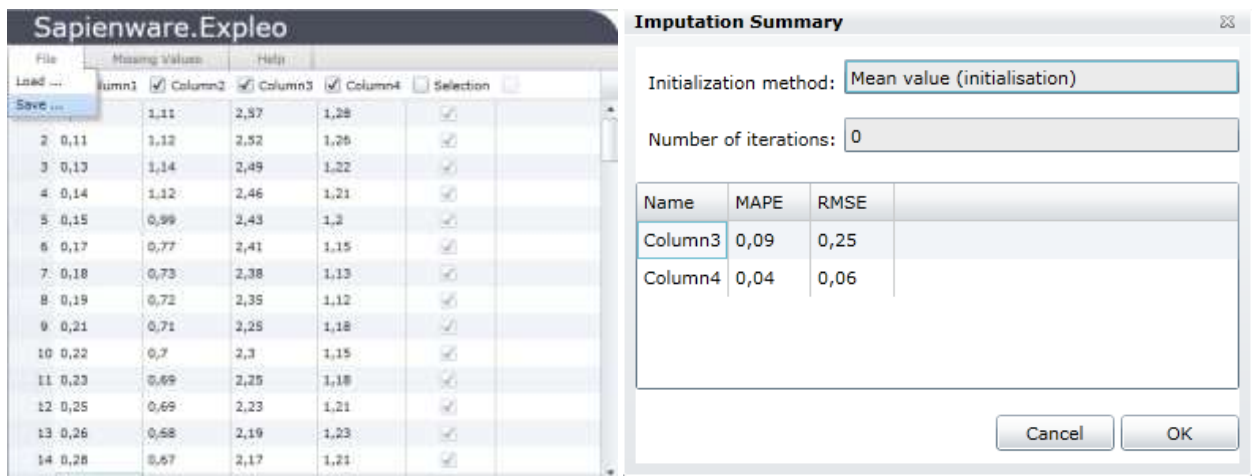 Sapienware.Expleo
File Missing Values Help
Load ...
Save ...
lumn1 Column2 Column3 Column4 Selection
1,11 2,57 1,28
2 0,11 1,12 2,52 1,26
3 0,13 1,14 2,49 1,22
4 0,14 1,12 2,46 1,21
5 0,15 0,99 2,43 1,2
6 0,17 0,77 2,41 1,15
7 0,18 0,73 2,38 1,13
8 0,19 0,72 2,35 1,12
9 0,21 0,71 2,25 1,18
10 0,22 0,7 2,3 1,15
11 0,23 0,69 2,25 1,18
12 0,25 0,69 2,23 1,21
13 0,26 0,68 2,19 1,23
14 0,28 0,67 2,17 1,21
Imputation Summary
Initialization method: Mean value (initialisation)
Number of iterations: 0
Name MAPE RMSE
Column3 0,09 0,25
Column4 0,04 0,06
Cancel OK